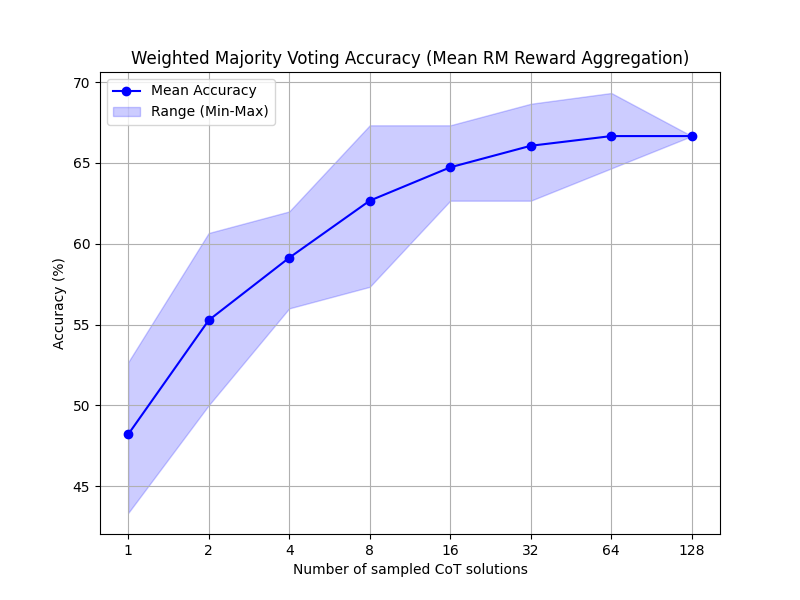 Weighted Majority Voting Accuracy (Mean RM Reward Aggregation)
Mean Accuracy
Range (Min-Max)
Accuracy (%)
70
65
60
55
50
45
1 2 4 8 16 32 64 128
Number of sampled CoT solutions